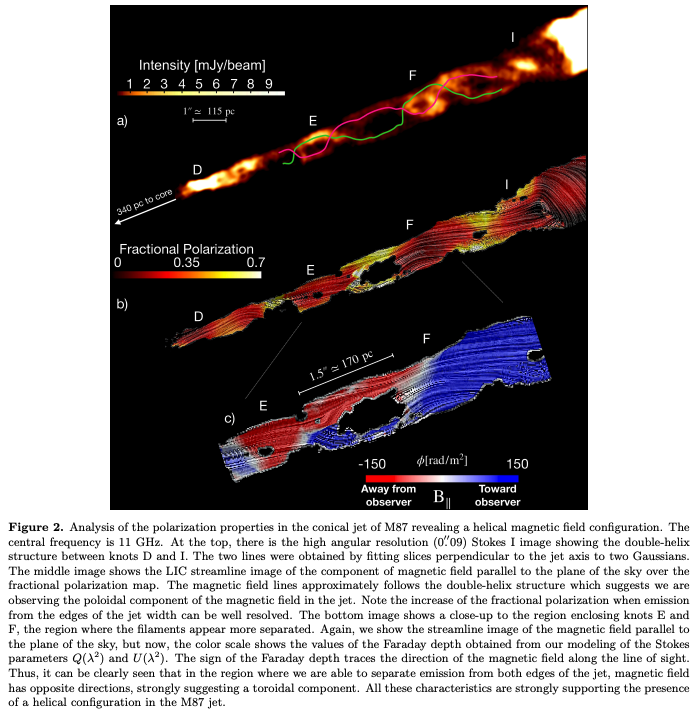 I
Intensity [mJy/beam]
F
1 2 3 4 5 6 7 8 9
1″ ≃ 115 pc
a)
E
D
340 pc to core
I
Fractional Polarization
F
0 0.35 0.7
E
b)
D
F
1.5″ ≃ 170 pc
c)
E
ϕ[rad/m²]
-150 150
Away from observer B∥ Toward observer
Figure 2. Analysis of the polarization properties in the conical jet of M87 revealing a helical magnetic field configuration. The
central frequency is 11 GHz. At the top, there is the high angular resolution (0.″09) Stokes I image showing the double-helix
structure between knots D and I. The two lines were obtained by fitting slices perpendicular to the jet axis to two Gaussians.
The middle image shows the LIC streamline image of the component of magnetic field parallel to the plane of the sky over the
fractional polarization map. The magnetic field lines approximately follows the double-helix structure which suggests we are
observing the poloidal component of the magnetic field in the jet. Note the increase of the fractional polarization when emission
from the edges of the jet width can be well resolved. The bottom image shows a close-up to the region enclosing knots E and
F, the region where the filaments appear more separated. Again, we show the streamline image of the magnetic field parallel to
the plane of the sky, but now, the color scale shows the values of the Faraday depth obtained from our modeling of the Stokes
parameters Q(λ²) and U(λ²). The sign of the Faraday depth traces the direction of the magnetic field along the line of sight.
Thus, it can be clearly seen that in the region where we are able to separate emission from both edges of the jet, magnetic field
has opposite directions, strongly suggesting a toroidal component. All these characteristics are strongly supporting the presence
of a helical configuration in the M87 jet.